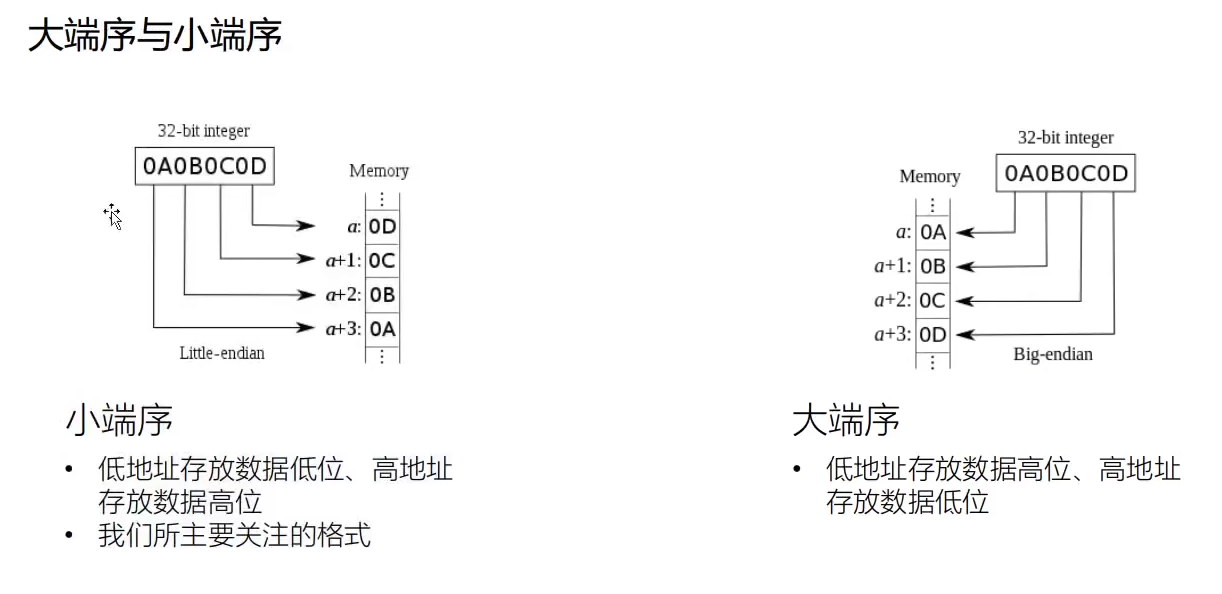 大端序与小端序
32-bit integer
0A0B0C0D
Memory
⋮
a: 0D
a+1: 0C
a+2: 0B
a+3: 0A
⋮
Little-endian
小端序
• 低地址存放数据低位、高地址
存放数据高位
• 我们所主要关注的格式
32-bit integer
0A0B0C0D
Memory
⋮
a: 0A
a+1: 0B
a+2: 0C
a+3: 0D
⋮
Big-endian
大端序
• 低地址存放数据高位、高地址
存放数据低位